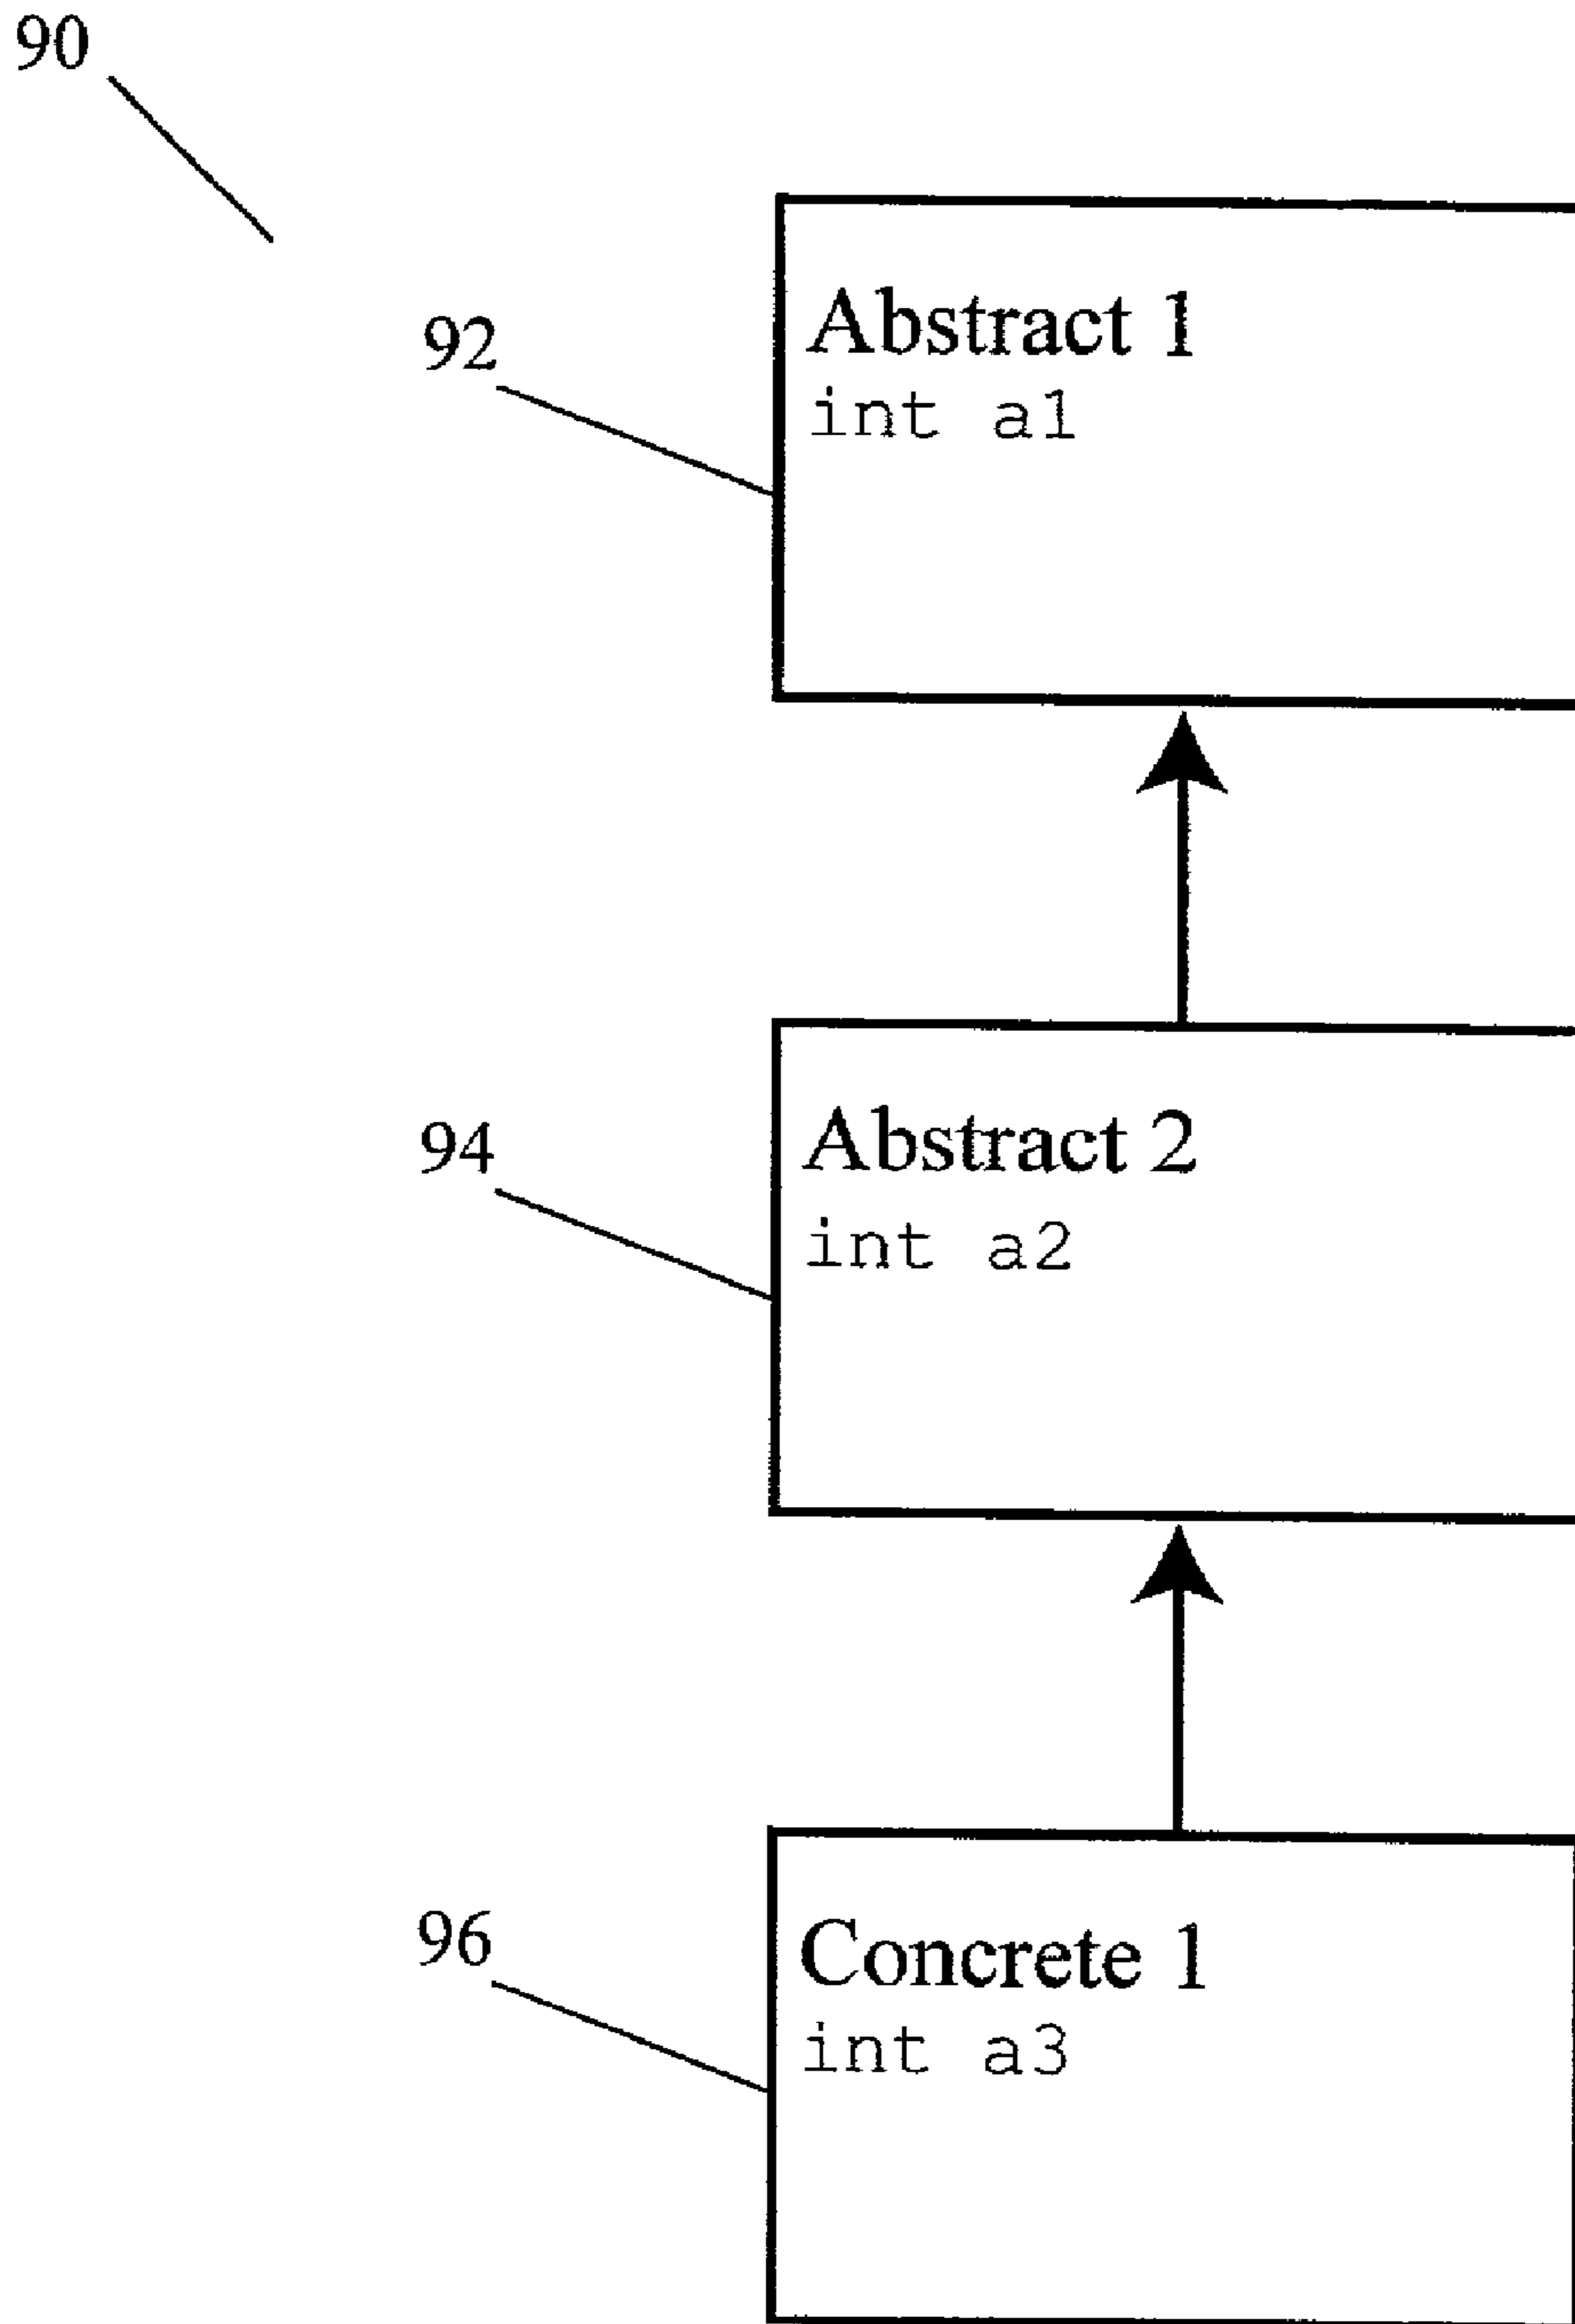 90
92
Abstract 1
int a1
94
Abstract 2
int a2
96
Concrete 1
int a3